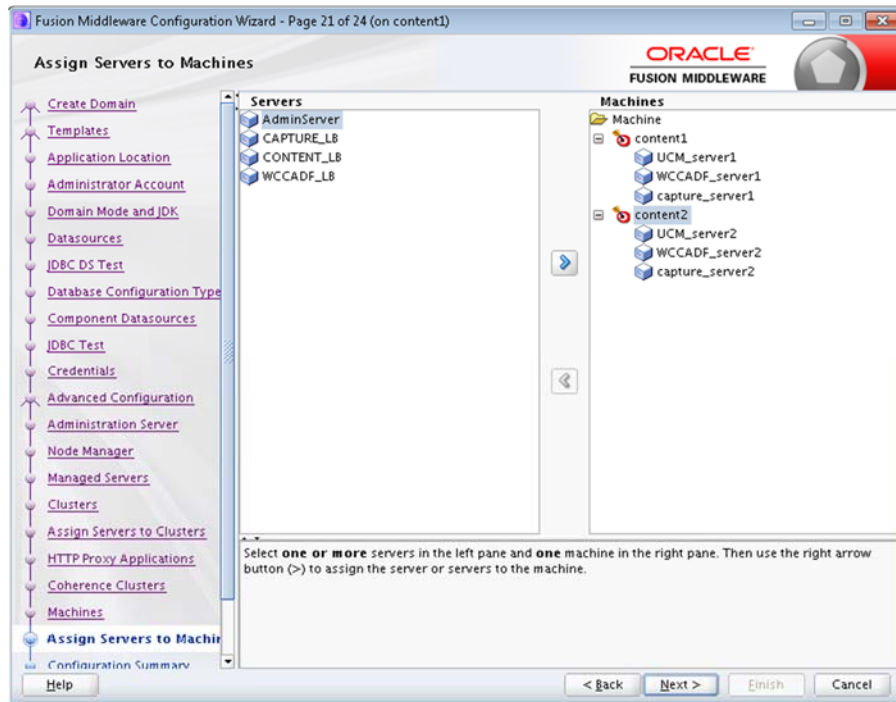 Fusion Middleware Configuration Wizard - Page 21 of 24 (on content1)
Assign Servers to Machines
ORACLE
FUSION MIDDLEWARE
Create Domain
Templates
Application Location
Administrator Account
Domain Mode and JDK
Datasources
JDBC DS Test
Database Configuration Type
Component Datasources
JDBC Test
Credentials
Advanced Configuration
Administration Server
Node Manager
Managed Servers
Clusters
Assign Servers to Clusters
HTTP Proxy Applications
Coherence Clusters
Machines
Assign Servers to Machin
Configuration Summary
Servers
AdminServer
CAPTURE_LB
CONTENT_LB
WCCADF_LB
Machines
Machine
content1
UCM_server1
WCCADF_server1
capture_server1
content2
UCM_server2
WCCADF_server2
capture_server2
Select one or more servers in the left pane and one machine in the right pane. Then use the right arrow
button (>) to assign the server or servers to the machine.
Help
< Back
Next >
Finish
Cancel